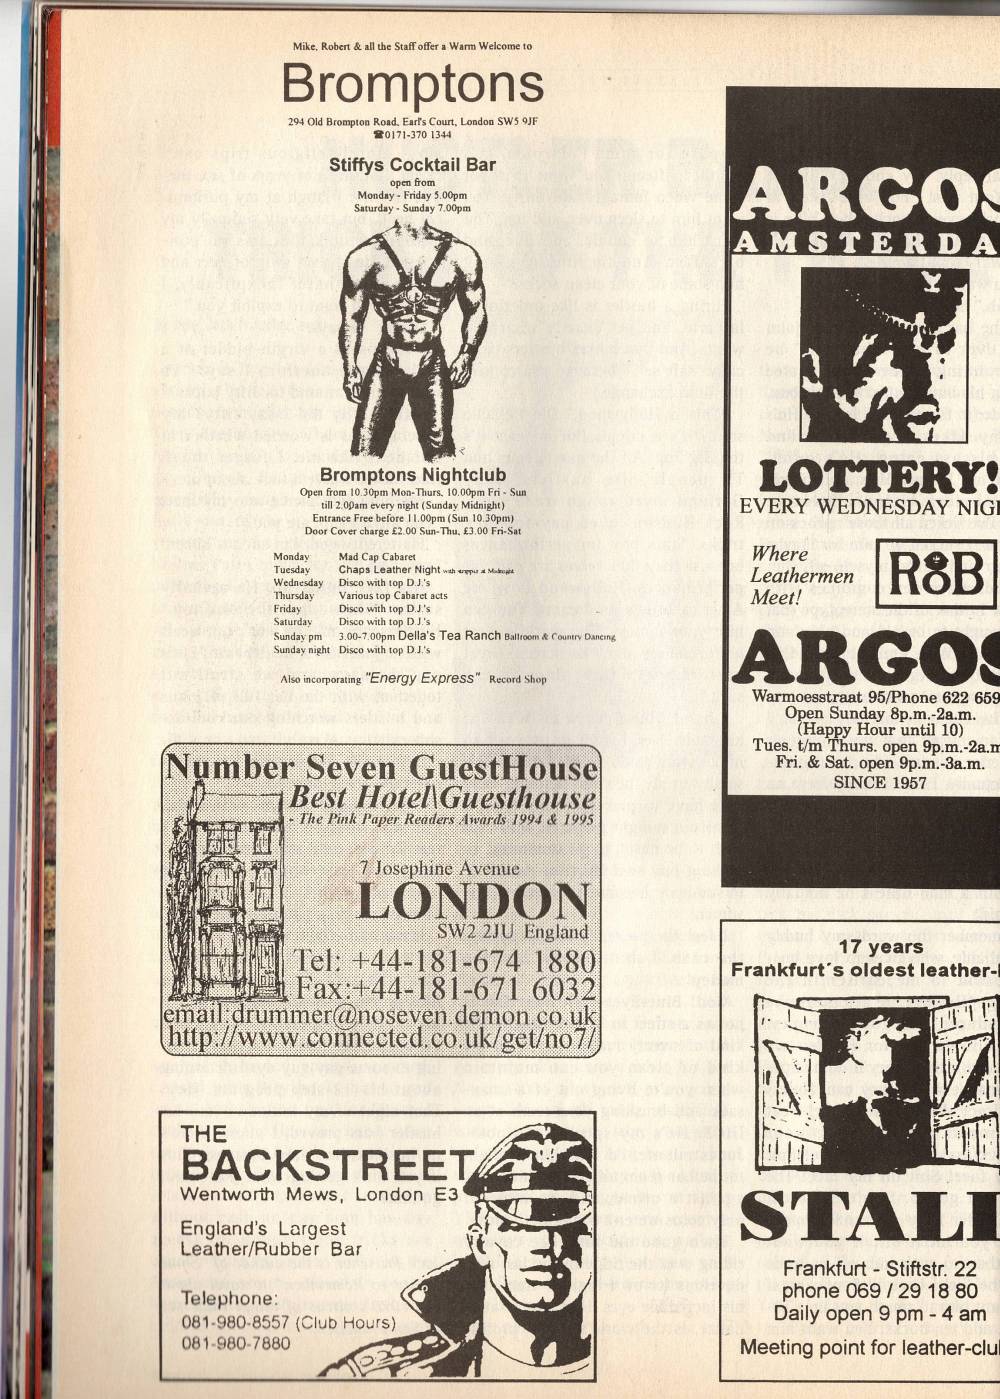 Mike, Robert & all the Staff offer a Warm Welcome to
Bromptons
294 Old Brompton Road, Earl's Court, London SW5 9JF
☎0171-370 1344
Stiffys Cocktail Bar
open from
Monday - Friday 5.00pm
Saturday - Sunday 7.00pm
Bromptons Nightclub
Open from 10.30pm Mon-Thurs, 10.00pm Fri - Sun
till 2.00am every night (Sunday Midnight)
Entrance Free before 11.00pm (Sun 10.30pm)
Door Cover charge £2.00 Sun-Thu, £3.00 Fri-Sat
Monday Mad Cap Cabaret
Tuesday Chaps Leather Night with stripper at Midnight
Wednesday Disco with top D.J.'s
Thursday Various top Cabaret acts
Friday Disco with top D.J.'s
Saturday Disco with top D.J.'s
Sunday pm 3.00-7.00pm Della's Tea Ranch Ballroom & Country Dancing
Sunday night Disco with top D.J.'s
Also incorporating "Energy Express" Record Shop
Number Seven GuestHouse
Best Hotel\Guesthouse
- The Pink Paper Readers Awards 1994 & 1995
7 Josephine Avenue
LONDON
SW2 2JU England
Tel: +44-181-674 1880
Fax:+44-181-671 6032
email:drummer@noseven.demon.co.uk
http://www.connected.co.uk/get/no7/
THE
BACKSTREET
Wentworth Mews, London E3
England's Largest
Leather/Rubber Bar
Telephone:
081-980-8557 (Club Hours)
081-980-7880
ARGOS
AMSTERDA
LOTTERY!
EVERY WEDNESDAY NIG
Where
Leathermen
Meet!
RoB
ARGOS
Warmoesstraat 95/Phone 622 659
Open Sunday 8p.m.-2a.m.
(Happy Hour until 10)
Tues. t/m Thurs. open 9p.m.-2a.m
Fri. & Sat. open 9p.m.-3a.m.
SINCE 1957
17 years
Frankfurt´s oldest leather-
STALL
Frankfurt - Stiftstr. 22
phone 069 / 29 18 80
Daily open 9 pm - 4 am
Meeting point for leather-clu